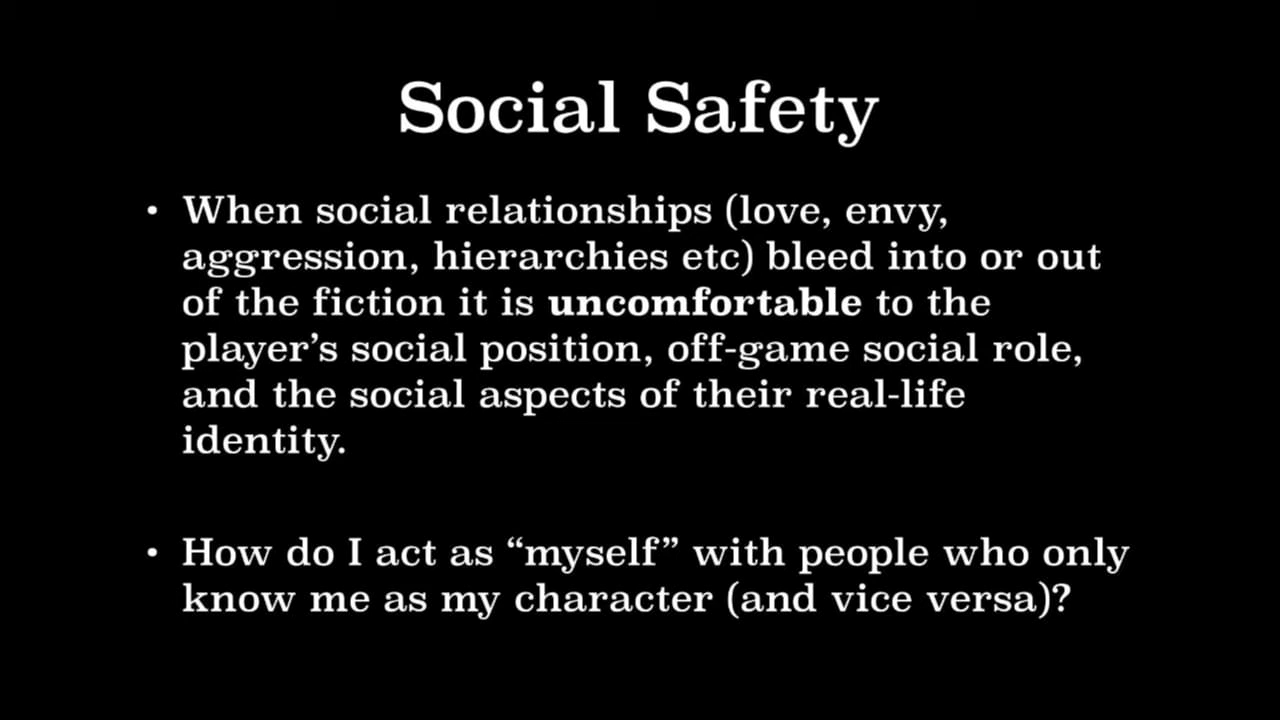 Social Safety
• When social relationships (love, envy,
aggression, hierarchies etc) bleed into or out
of the fiction it is uncomfortable to the
player’s social position, off-game social role,
and the social aspects of their real-life
identity.
• How do I act as “myself” with people who only
know me as my character (and vice versa)?